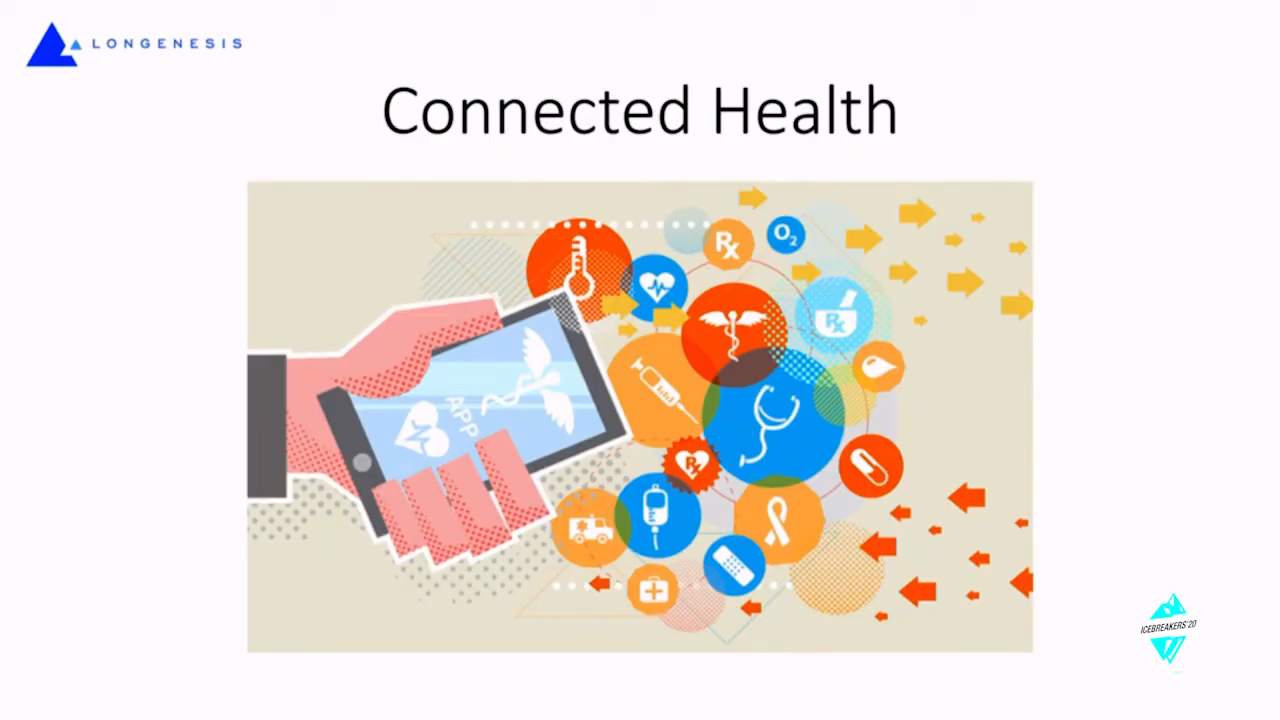 LONGENESIS
Connected Health
Rx
O2
Rx
APP
Rx
ICEBREAKERS'20